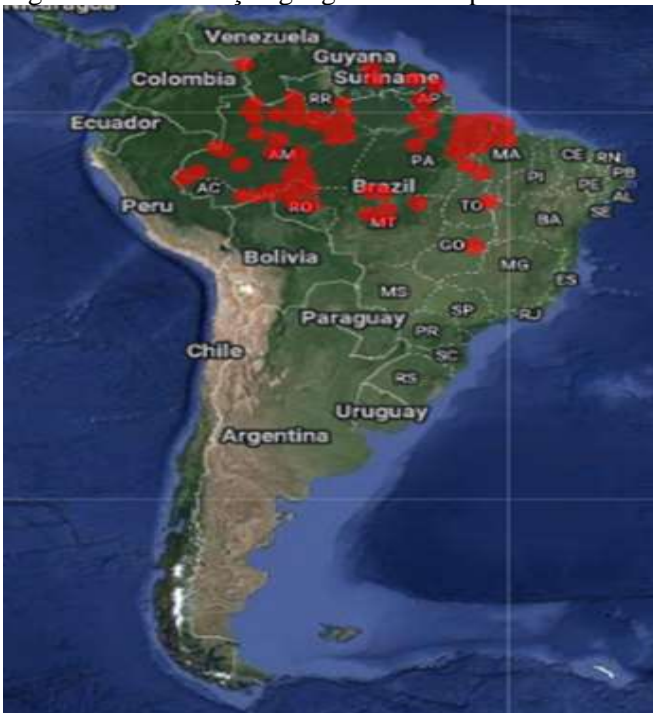 Nicaragua
Venezuela
Guyana
Suriname
Colombia
RR
AP
Ecuador
AM
PA
MA
CE
RN
PB
PI
PE
AL
SE
AC
Brazil
Peru
RO
TO
MT
BA
GO
Bolivia
MG
ES
MS
SP
RJ
Paraguay
PR
Chile
SC
RS
Uruguay
Argentina